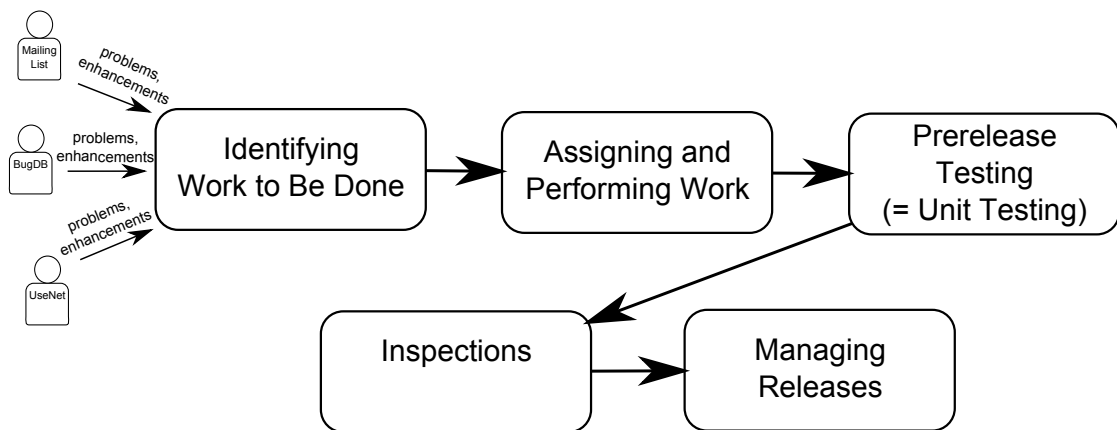 Mailing
List
problems,
enhancements
BugDB
problems,
enhancements
UseNet
problems,
enhancements
Identifying
Work to Be Done
Assigning and
Performing Work
Prerelease
Testing
(= Unit Testing)
Inspections
Managing
Releases